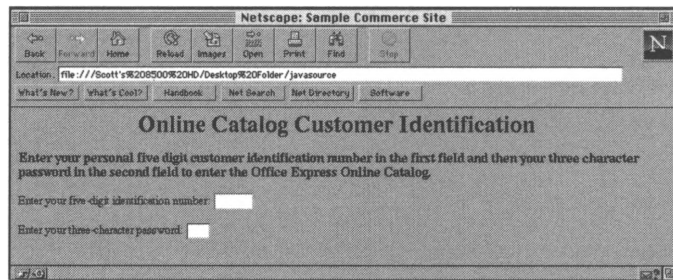 Netscape: Sample Commerce Site
Back Forward Home Reload Images Open Print Find Stop
N
Location: file:///Scott's%208500%20HD/Desktop%20Folder/javasource
What's New? What's Cool? Handbook Net Search Net Directory Software
Online Catalog Customer Identification
Enter your personal five digit customer identification number in the first field and then your three character
password in the second field to enter the Office Express Online Catalog.
Enter your five-digit identification number:
Enter your three-character password: